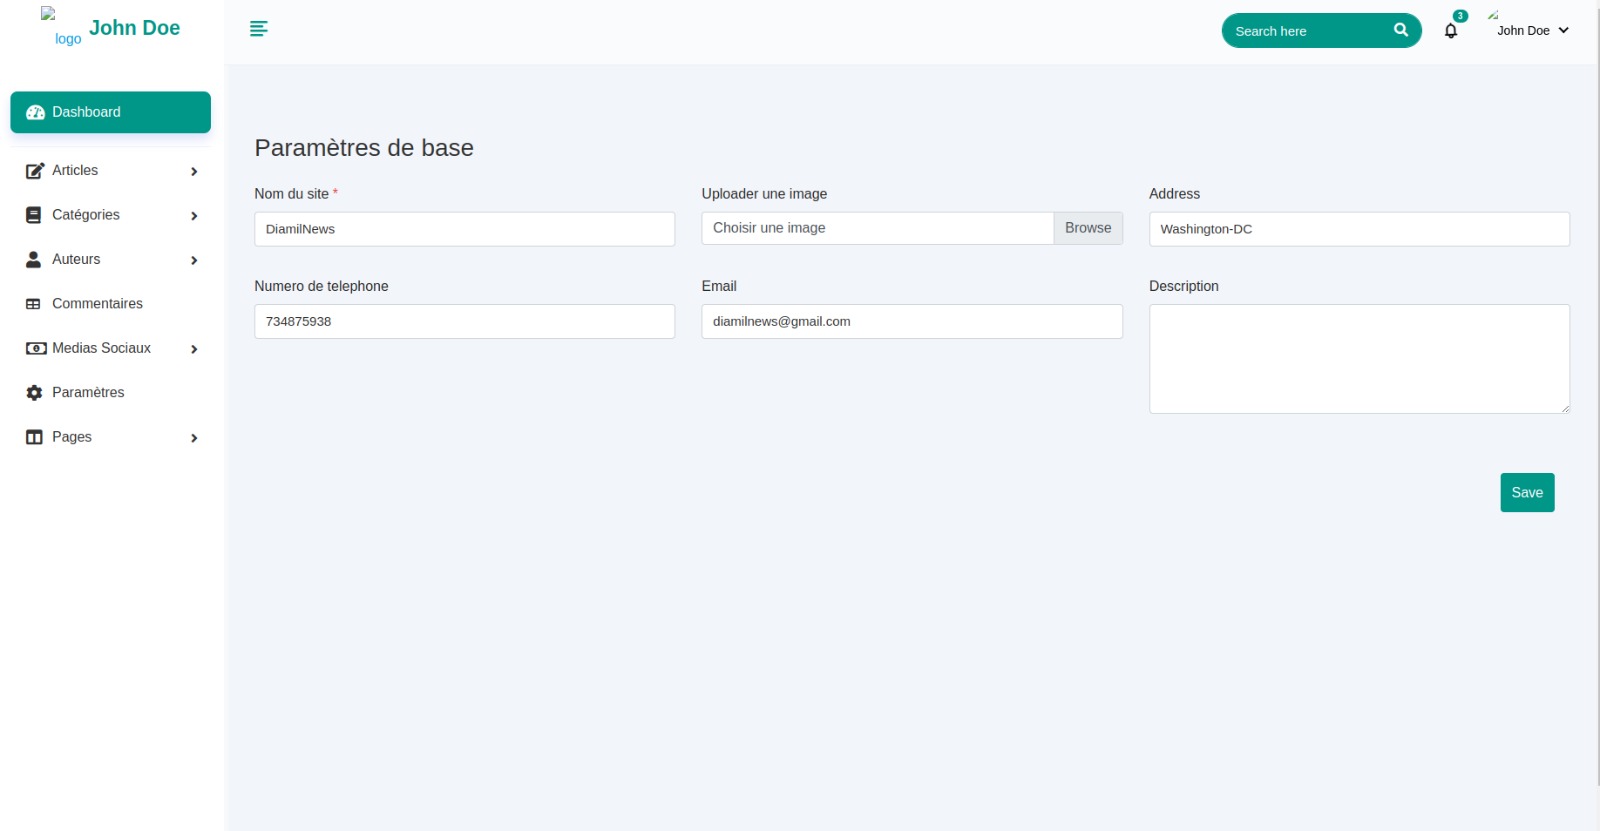 logo
John Doe
Search here
3
John Doe
Dashboard
Articles
Catégories
Auteurs
Commentaires
Medias Sociaux
Paramètres
Pages
Paramètres de base
Nom du site *
Uploader une image
Address
DiamilNews
Choisir une image
Browse
Washington-DC
Numero de telephone
Email
Description
734875938
diamilnews@gmail.com
Save